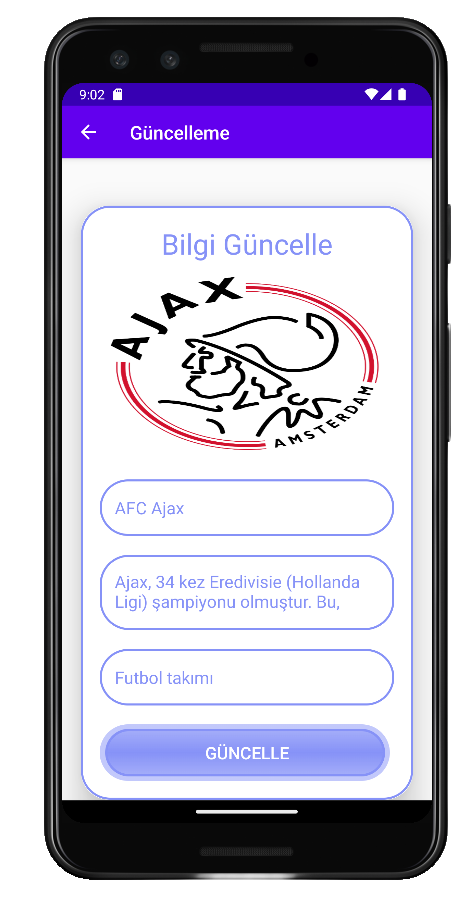 9:02
Güncelleme
Bilgi Güncelle
AJAX
AMSTERDAM
AFC Ajax
Ajax, 34 kez Eredivisie (Hollanda
Ligi) şampiyonu olmuştur. Bu,
Futbol takımı
GÜNCELLE